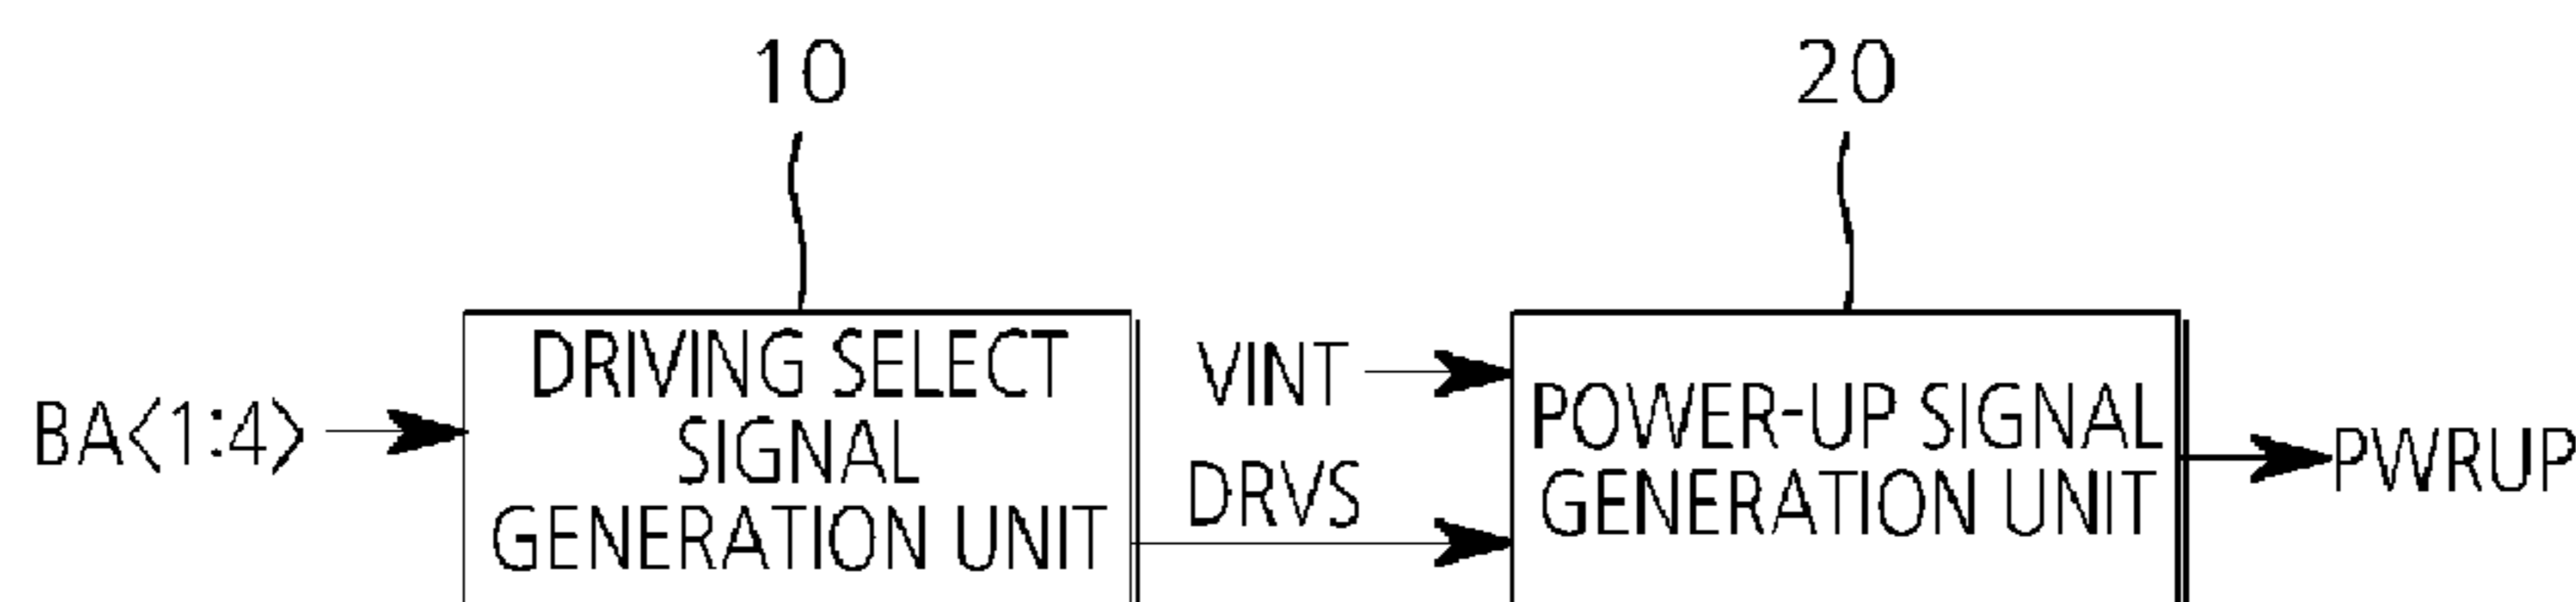 10
20
BA<1:4>
DRIVING SELECT
SIGNAL
GENERATION UNIT
VINT
DRVS
POWER-UP SIGNAL
GENERATION UNIT
PWRUP